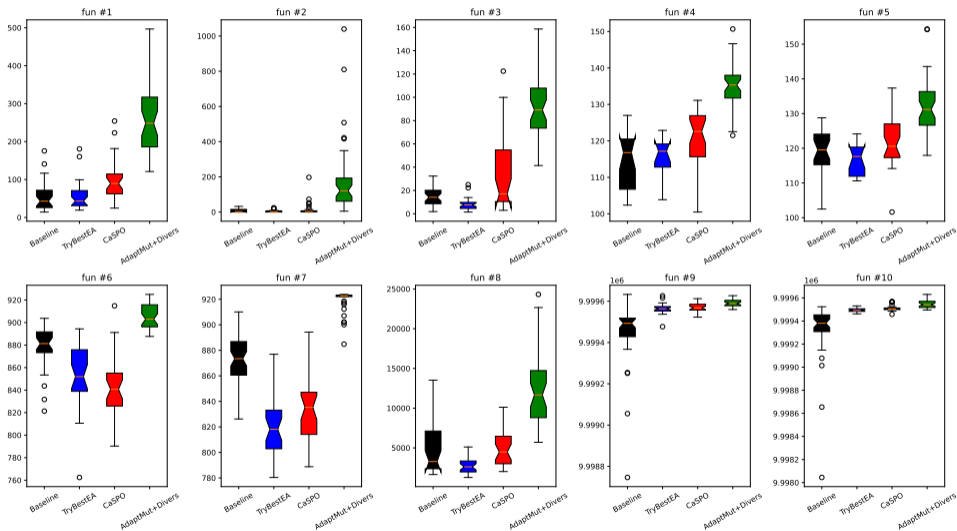 fun #1
500
400
300
200
100
0
Baseline
TryBestEA
CaSPO
AdaptMut+Divers
fun #2
1000
800
600
400
200
0
Baseline
TryBestEA
CaSPO
AdaptMut+Divers
fun #3
160
140
120
100
80
60
40
20
0
Baseline
TryBestEA
CaSPO
AdaptMut+Divers
fun #4
150
140
130
120
110
100
Baseline
TryBestEA
CaSPO
AdaptMut+Divers
fun #5
150
140
130
120
110
100
Baseline
TryBestEA
CaSPO
AdaptMut+Divers
fun #6
920
900
880
860
840
820
800
780
760
Baseline
TryBestEA
CaSPO
AdaptMut+Divers
fun #7
920
900
880
860
840
820
800
780
Baseline
TryBestEA
CaSPO
AdaptMut+Divers
fun #8
25000
20000
15000
10000
5000
Baseline
TryBestEA
CaSPO
AdaptMut+Divers
fun #9
1e6
9.9996
9.9994
9.9992
9.9990
9.9988
Baseline
TryBestEA
CaSPO
AdaptMut+Divers
fun #10
1e6
9.9996
9.9994
9.9992
9.9990
9.9988
9.9986
9.9984
9.9982
9.9980
Baseline
TryBestEA
CaSPO
AdaptMut+Divers